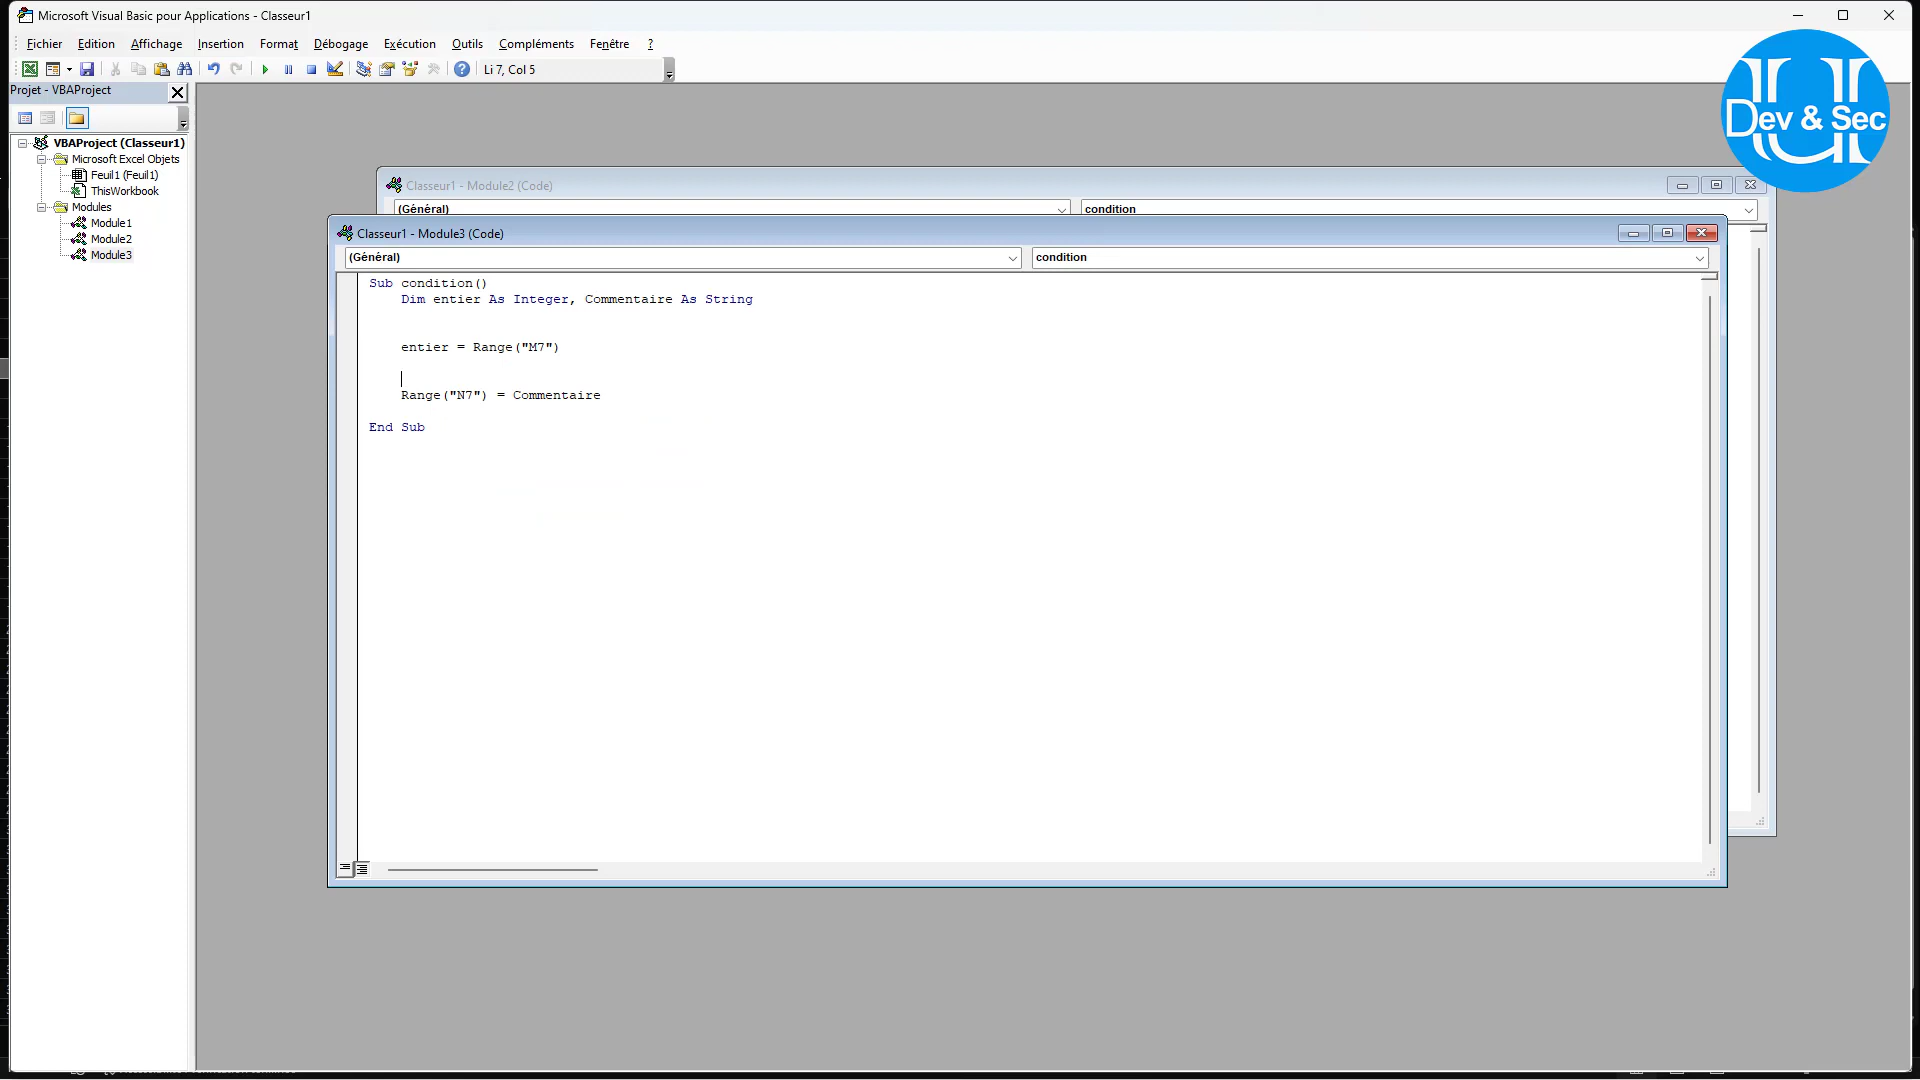 Microsoft Visual Basic pour Applications - Classeur1
Fichier Edition Affichage Insertion Format Débogage Exécution Outils Compléments Fenêtre ?
Li 7, Col 5
Projet - VBAProject
VBAProject (Classeur1)
Microsoft Excel Objets
Feuil1 (Feuil1)
ThisWorkbook
Modules
Module1
Module2
Module3
Dev & Sec
Classeur1 - Module2 (Code)
(Général) condition
Classeur1 - Module3 (Code)
(Général) condition
Sub condition()
Dim entier As Integer, Commentaire As String
entier = Range("M7")
Range("N7") = Commentaire
End Sub